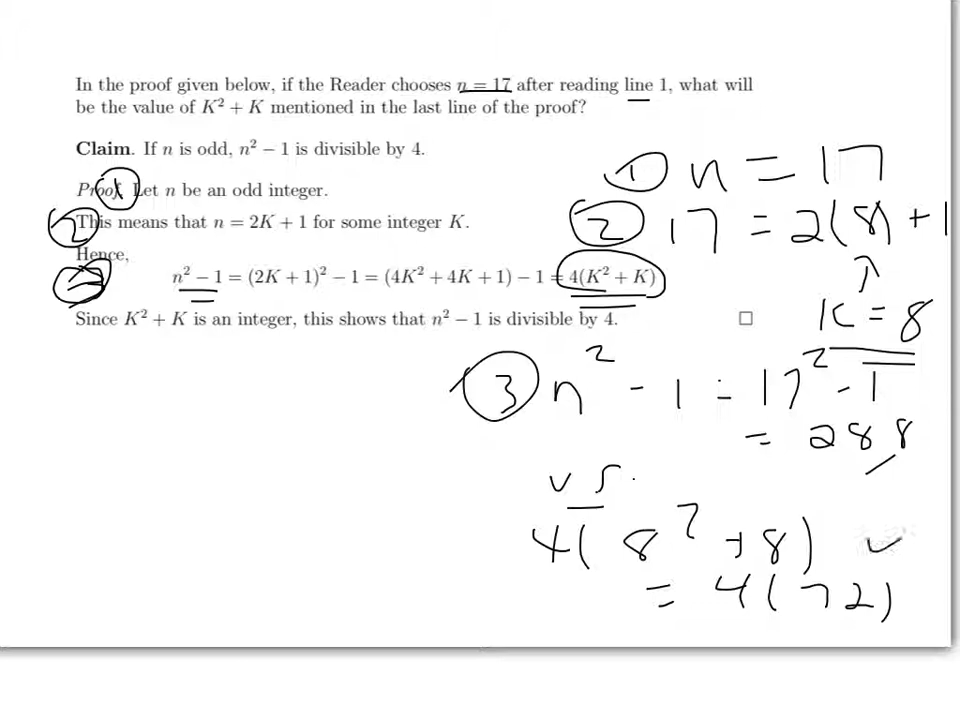 In the proof given below, if the Reader chooses n = 17 after reading line 1, what will
be the value of K² + K mentioned in the last line of the proof?
Claim. If n is odd, n² − 1 is divisible by 4.
Proof. Let n be an odd integer.
This means that n = 2K + 1 for some integer K.
Hence,
n² − 1 = (2K + 1)² − 1 = (4K² + 4K + 1) − 1 = 4(K² + K)
Since K² + K is an integer, this shows that n² − 1 is divisible by 4. □
1
2
1 n = 17
2 17 = 2(8) + 1
↑
K = 8
3 n² - 1 = 17² - 1
= 288
vs.
4(8² + 8) ✓
= 4(72)